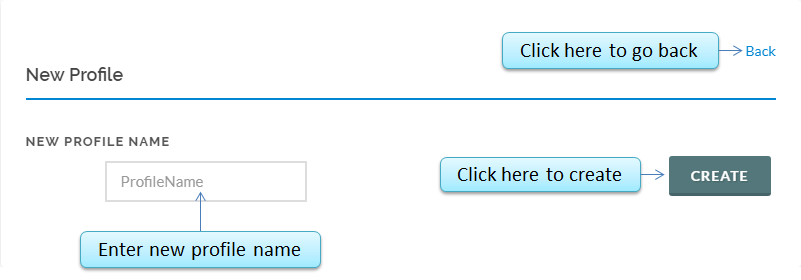 Click here to go back
Back
New Profile
NEW PROFILE NAME
ProfileName
Click here to create
CREATE
Enter new profile name